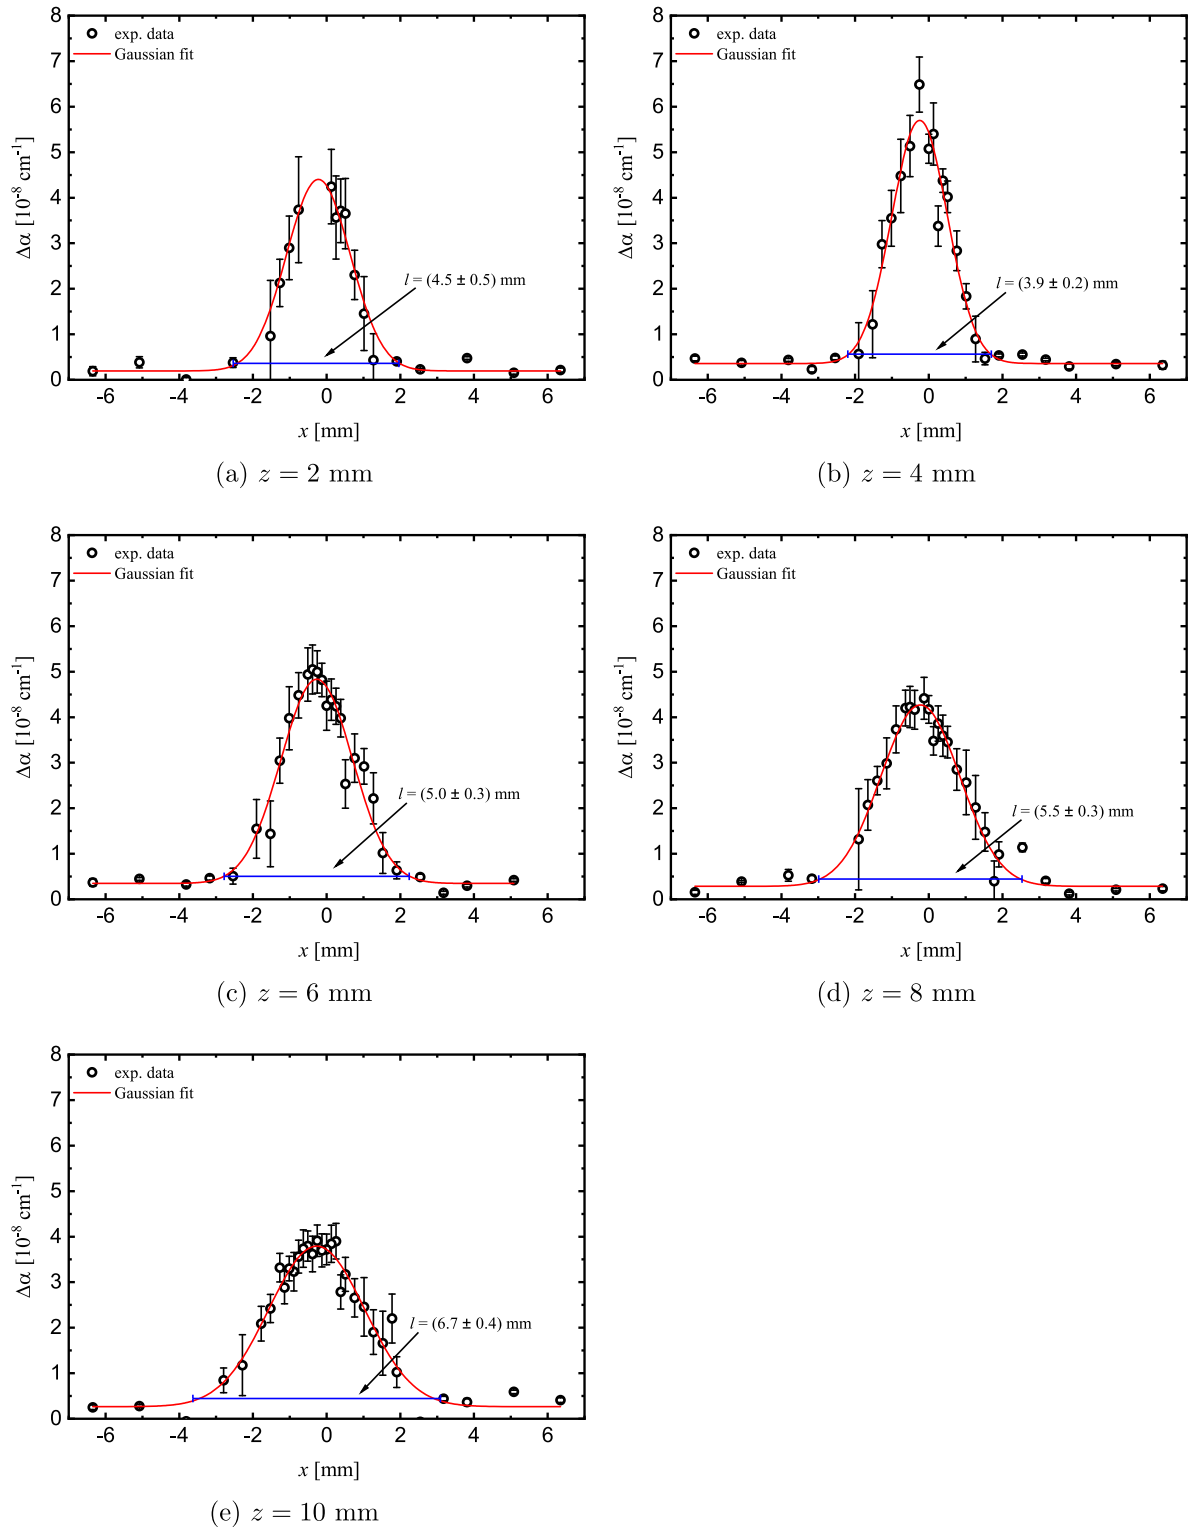 8
7
6
5
4
3
2
1
0
exp. data
Gaussian fit
Δα [10⁻⁸ cm⁻¹]
l = (4.5 ± 0.5) mm
-6 -4 -2 0 2 4 6
x [mm]
(a) z = 2 mm
8
7
6
5
4
3
2
1
0
exp. data
Gaussian fit
Δα [10⁻⁸ cm⁻¹]
l = (3.9 ± 0.2) mm
-6 -4 -2 0 2 4 6
x [mm]
(b) z = 4 mm
8
7
6
5
4
3
2
1
0
exp. data
Gaussian fit
Δα [10⁻⁸ cm⁻¹]
l = (5.0 ± 0.3) mm
-6 -4 -2 0 2 4 6
x [mm]
(c) z = 6 mm
8
7
6
5
4
3
2
1
0
exp. data
Gaussian fit
Δα [10⁻⁸ cm⁻¹]
l = (5.5 ± 0.3) mm
-6 -4 -2 0 2 4 6
x [mm]
(d) z = 8 mm
8
7
6
5
4
3
2
1
0
exp. data
Gaussian fit
Δα [10⁻⁸ cm⁻¹]
l = (6.7 ± 0.4) mm
-6 -4 -2 0 2 4 6
x [mm]
(e) z = 10 mm